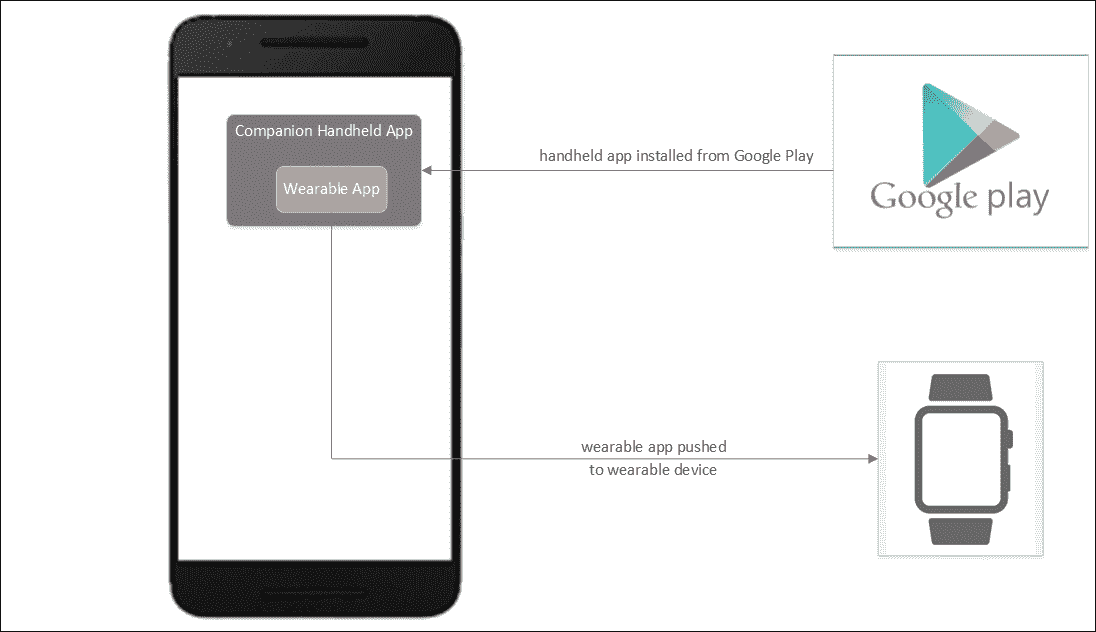 Companion Handheld App
Wearable App
handheld app installed from Google Play
Google play
wearable app pushed
to wearable device